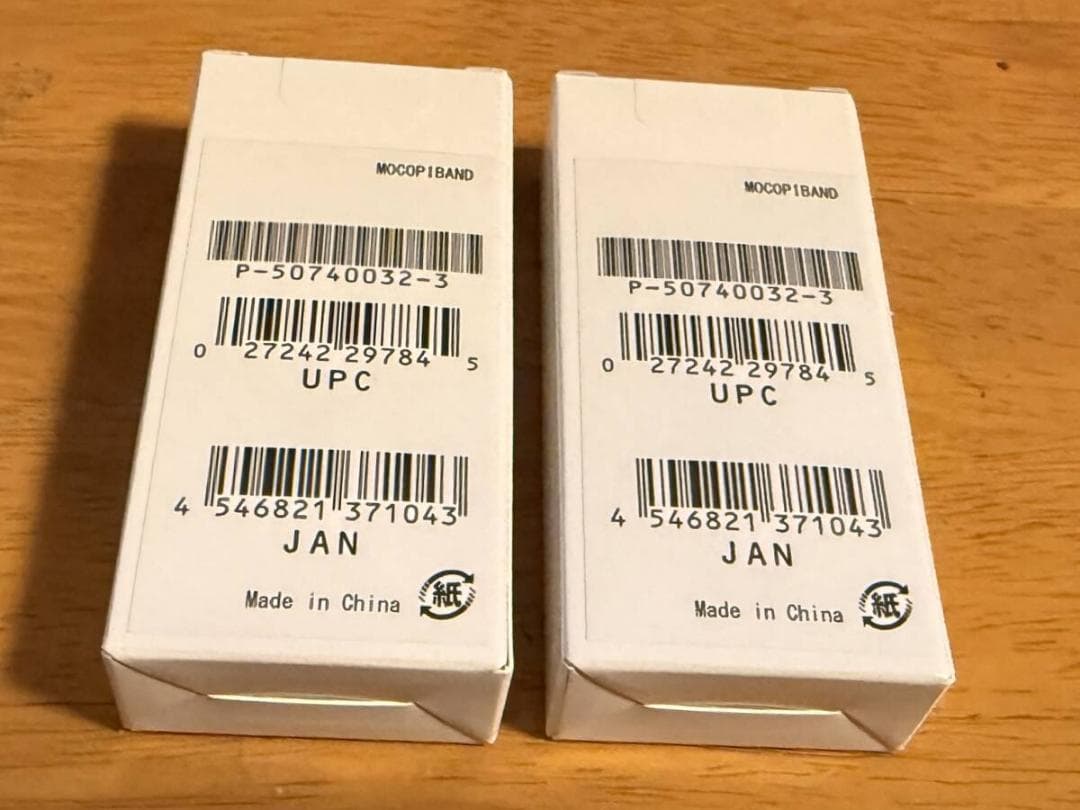 MOCOPIBAND
P-50740032-3
0 27242 29784 5
UPC
4 546821 371043
JAN
Made in China 紙
MOCOPIBAND
P-50740032-3
0 27242 29784 5
UPC
4 546821 371043
JAN
Made in China 紙